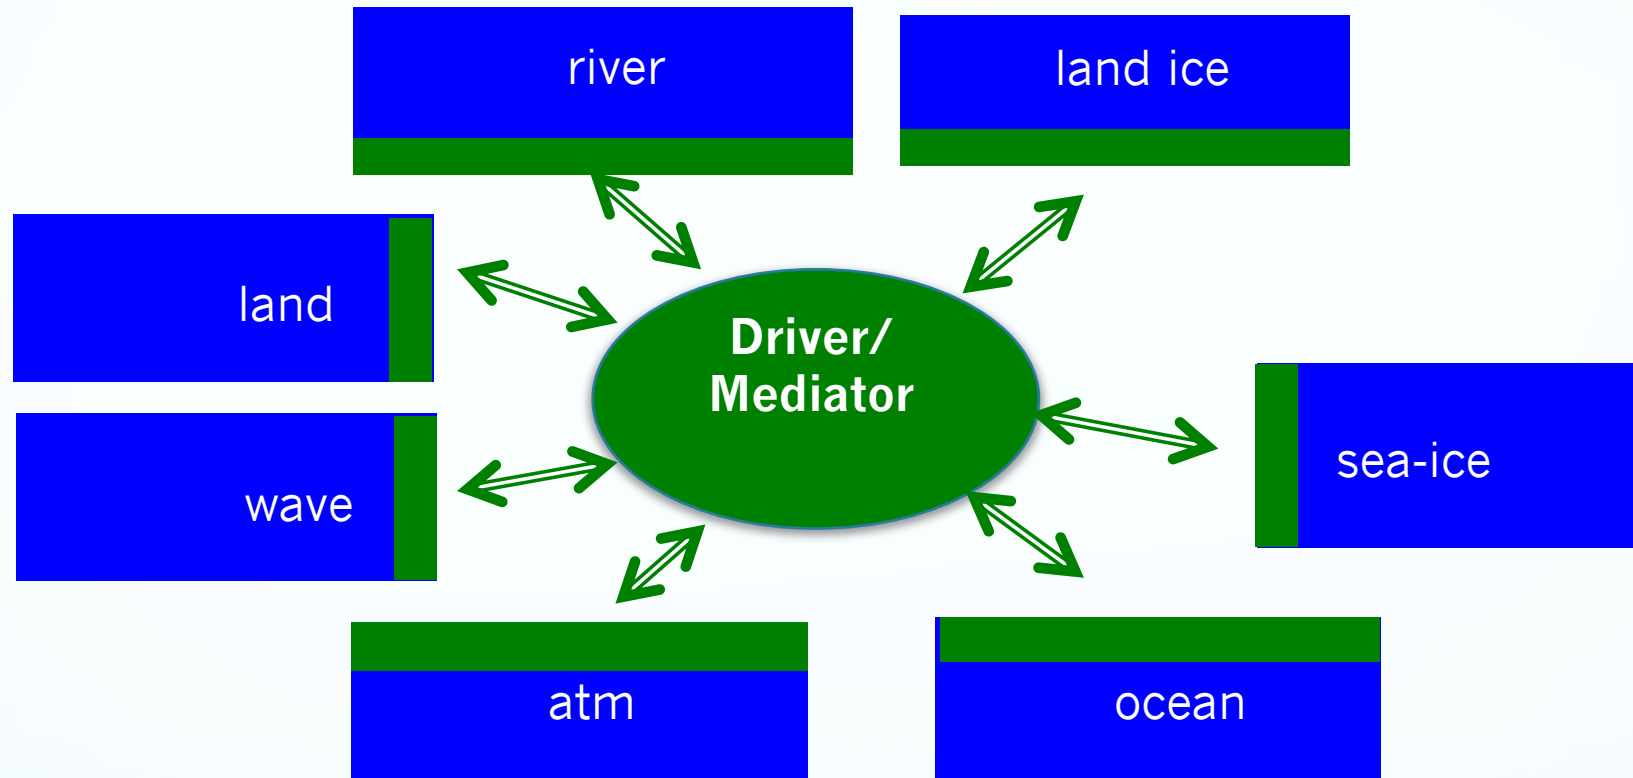 river
land ice
land
Driver/
Mediator
sea-ice
wave
atm
ocean